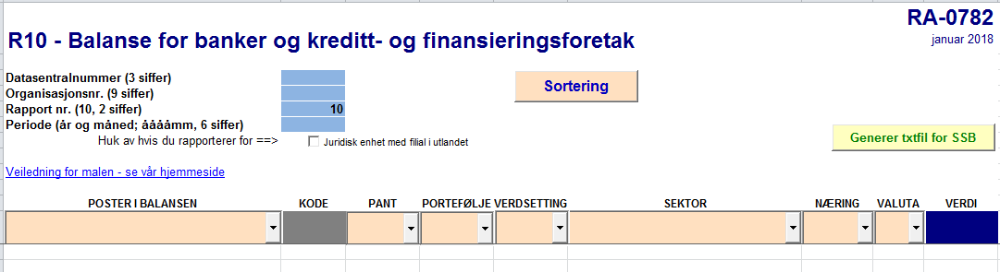 RA-0782
R10 - Balanse for banker og kreditt- og finansieringsforetak
januar 2018
Datasentralnummer (3 siffer)
Organisasjonsnr. (9 siffer)
Rapport nr. (10, 2 siffer) 10
Periode (år og måned; ååååmm, 6 siffer)
Huk av hvis du rapporterer for ==> Juridisk enhet med filial i utlandet
Sortering
Generer txtfil for SSB
Veiledning for malen - se vår hjemmeside
POSTER I BALANSEN KODE PANT PORTEFØLJE VERDSETTING SEKTOR NÆRING VALUTA VERDI